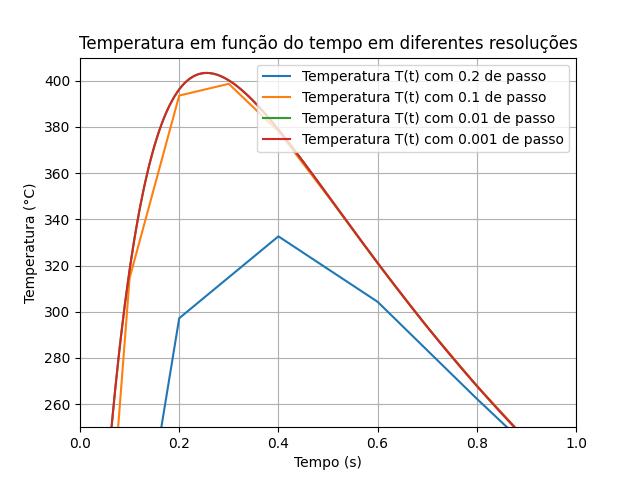 Temperatura em função do tempo em diferentes resoluções
Temperatura T(t) com 0.2 de passo
Temperatura T(t) com 0.1 de passo
Temperatura T(t) com 0.01 de passo
Temperatura T(t) com 0.001 de passo
Temperatura (°C)
400
380
360
340
320
300
280
260
0.0 0.2 0.4 0.6 0.8 1.0
Tempo (s)